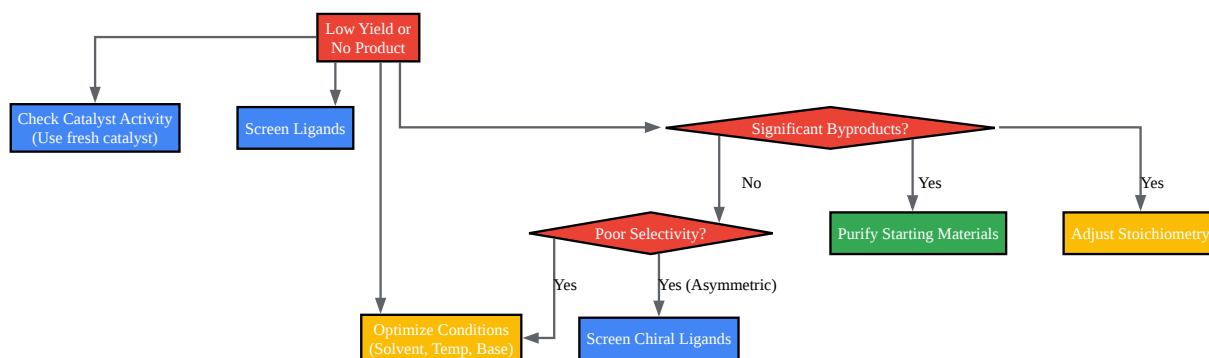 Low Yield or
No Product
Check Catalyst Activity
(Use fresh catalyst)
Screen Ligands
Significant Byproducts?
No
Yes
Yes
Poor Selectivity?
Purify Starting Materials
Adjust Stoichiometry
Yes
Yes (Asymmetric)
Optimize Conditions
(Solvent, Temp, Base)
Screen Chiral Ligands